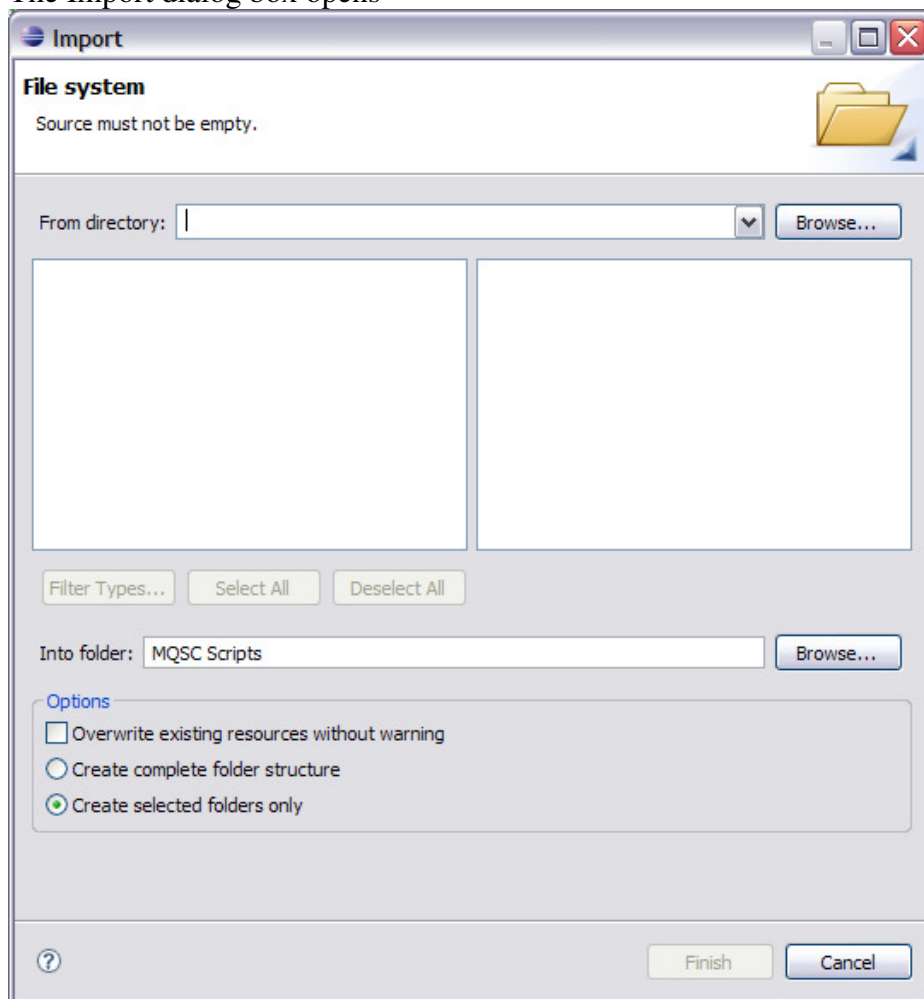 The Import dialog box opens
Import
File system
Source must not be empty.
From directory:
Browse...
Filter Types...
Select All
Deselect All
Into folder: MQSC Scripts
Browse...
Options
Overwrite existing resources without warning
Create complete folder structure
Create selected folders only
?
Finish
Cancel